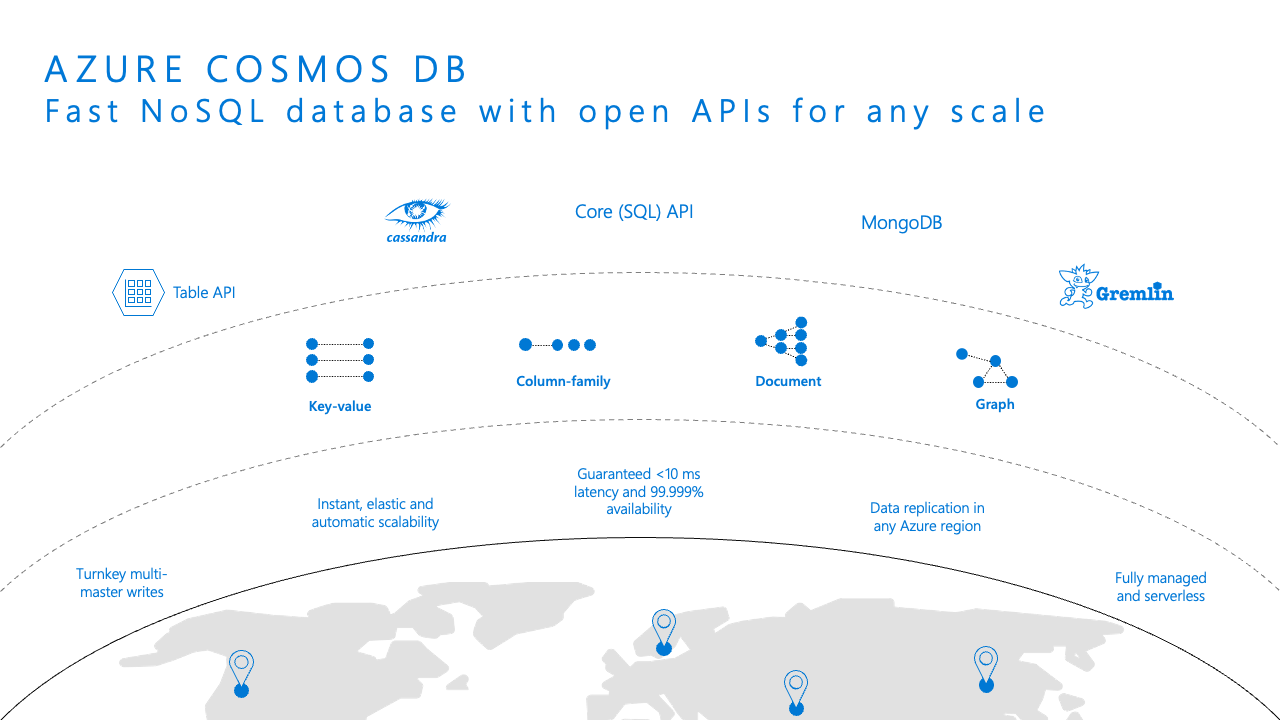 AZURE COSMOS DB
Fast NoSQL database with open APIs for any scale
cassandra
Core (SQL) API
MongoDB
Table API
Gremlin
Key-value
Column-family
Document
Graph
Guaranteed <10 ms
latency and 99.999%
availability
Instant, elastic and
automatic scalability
Data replication in
any Azure region
Turnkey multi-
master writes
Fully managed
and serverless